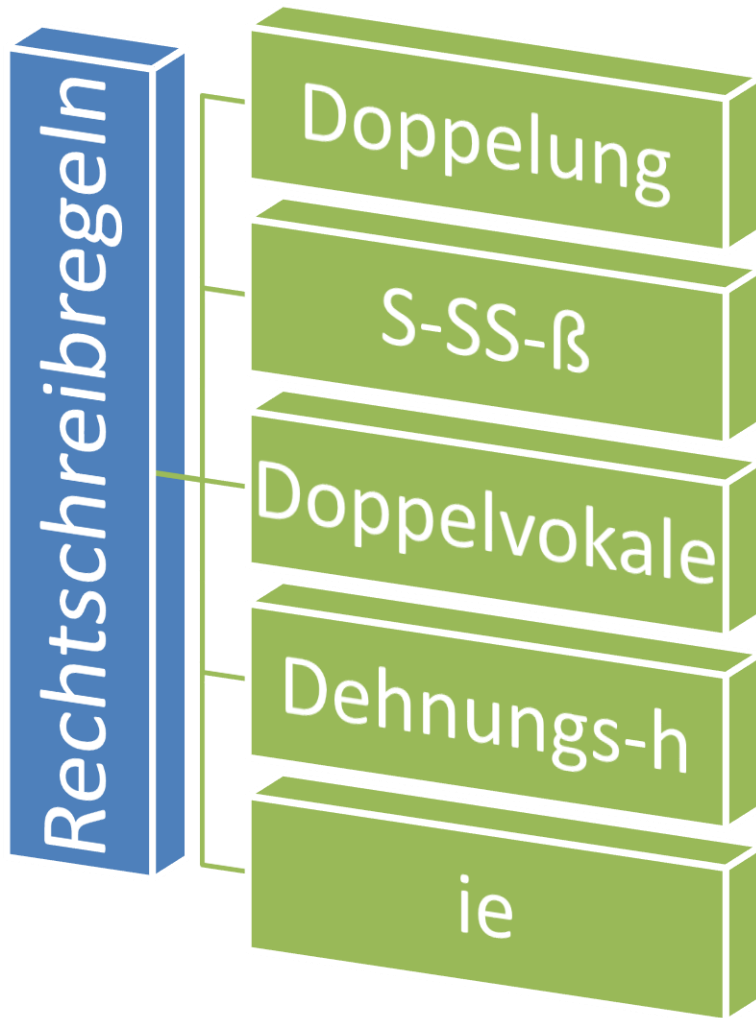 Rechtschreibregeln
Doppelung
S-SS-ß
Doppelvokale
Dehnungs-h
ie